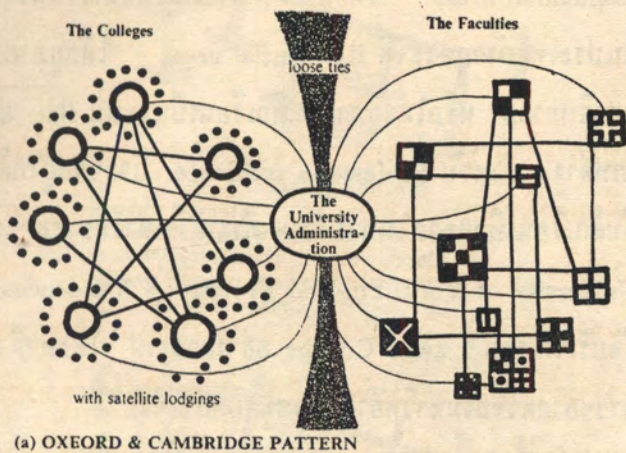 The Colleges
The Faculties
loose ties
The
University
Administra-
tion
with satellite lodgings
(a) OXEORD & CAMBRIDGE PATTERN